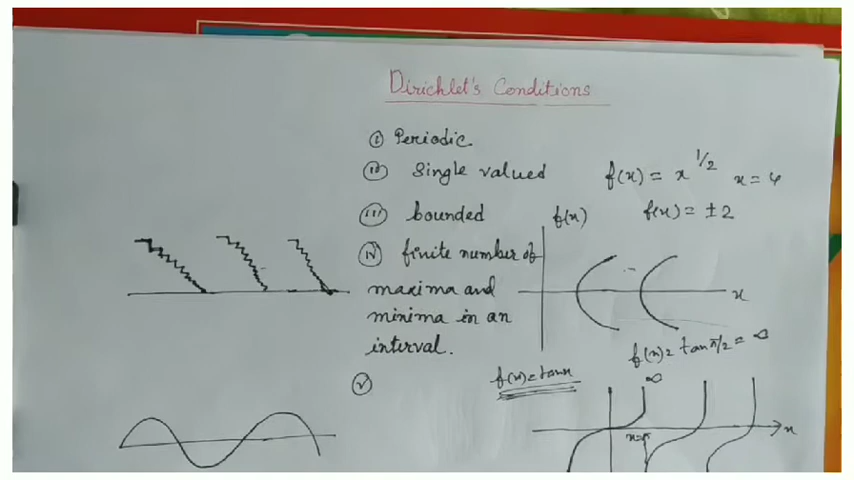 Dirichlet's Conditions
(i) Periodic
(ii) Single valued
f(x) = x^1/2 x = 4
(iii) bounded
f(x)
f(x) = ±2
(iv) finite number of
maxima and
minima in an
interval.
x
f(x) = tan π/2 = ∞
(v)
f(x) = tanx
∞
x